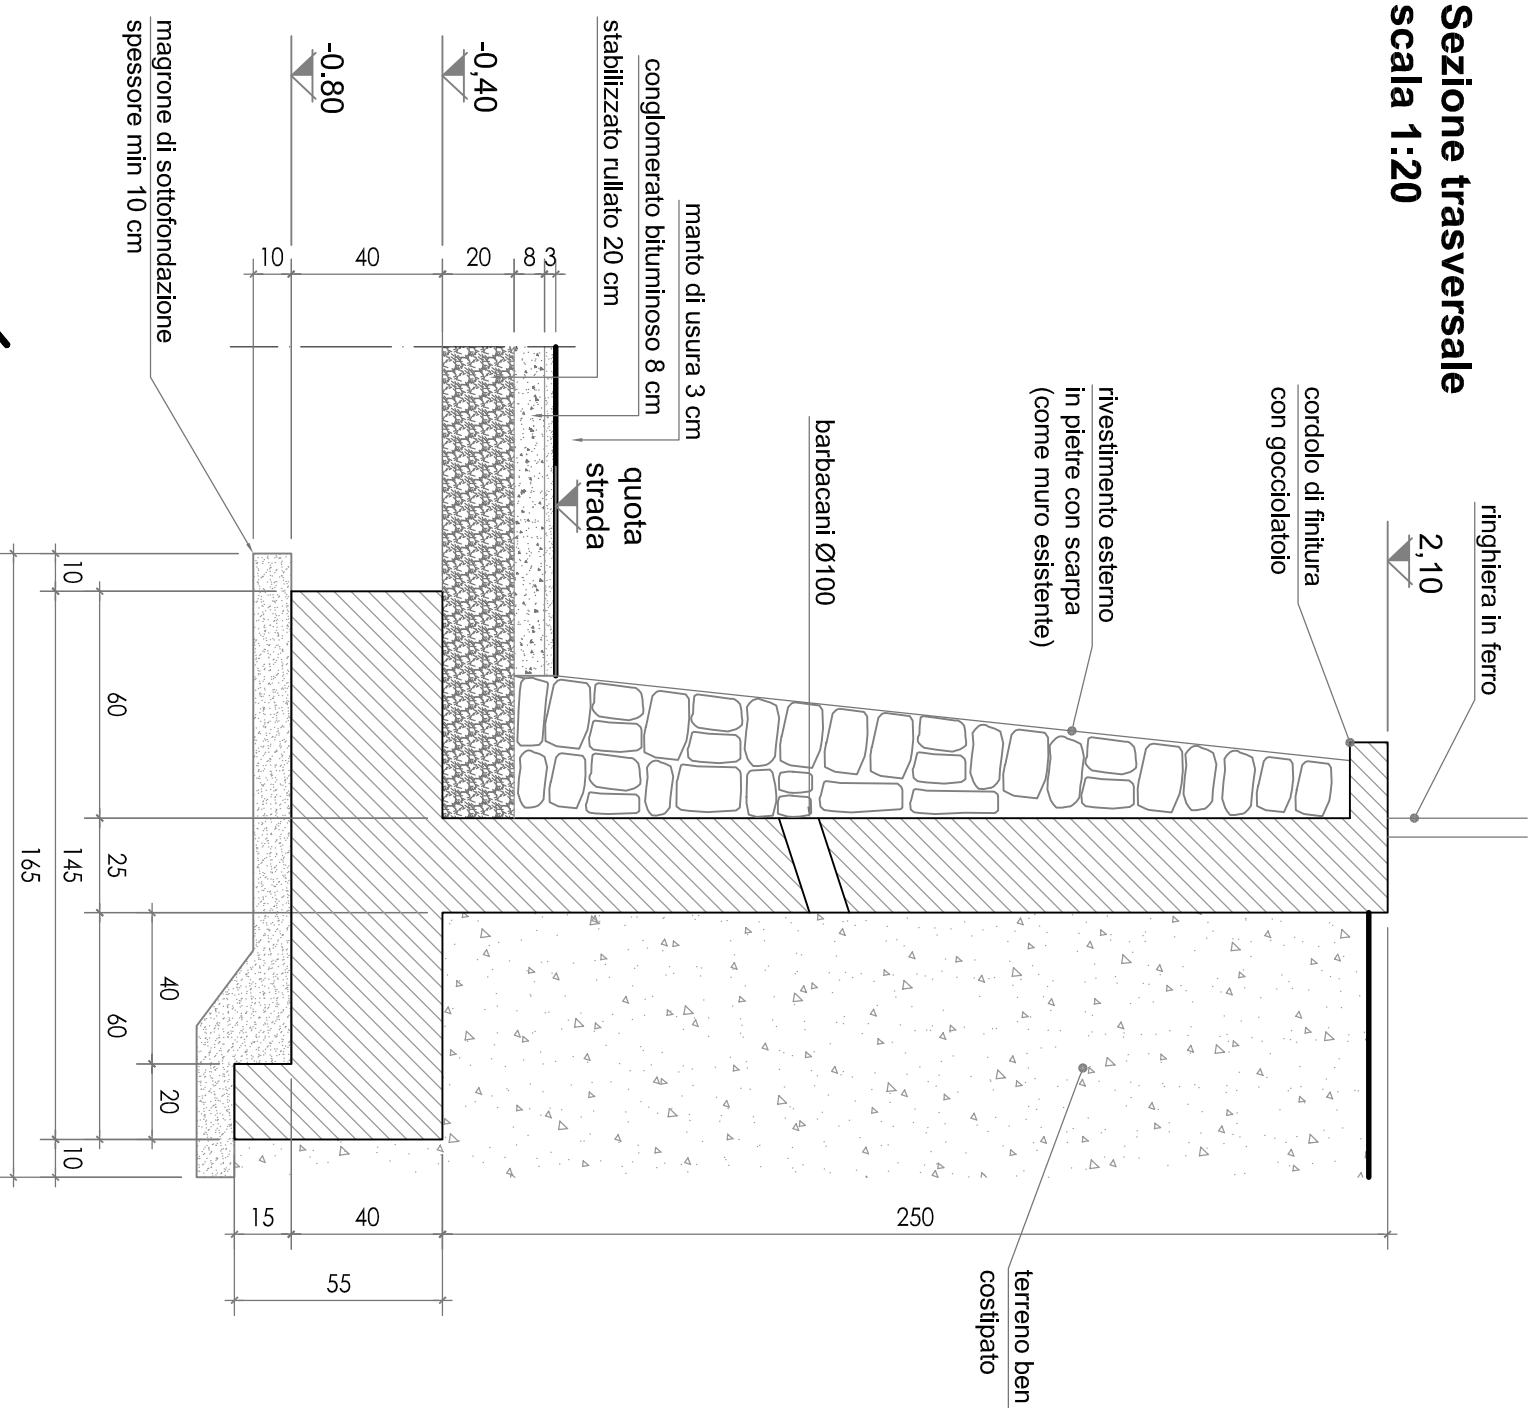 Sezione trasversale
scala 1:20
ringhiera in ferro
2,10
cordolo di finitura
con gocciolatoio
rivestimento esterno
in pietre con scarpa
(come muro esistente)
barbacani Ø100
manto di usura 3 cm
conglomerato bituminoso 8 cm
stabilizzato rullato 20 cm
quota
strada
-0,40
-0.80
magrone di sottofondazione
spessore min 10 cm
3
8
20
40
10
terreno ben
costipato
250
40
15
55
40
20
60
25
60
10
145
10
165